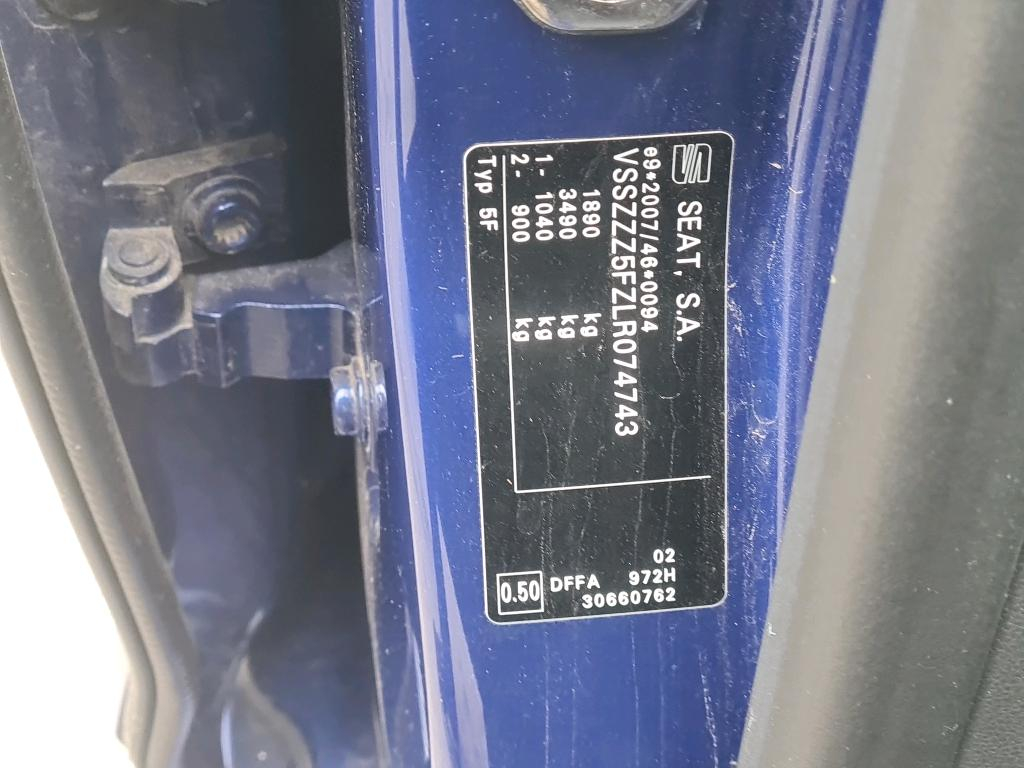 SEAT, S.A.
e9*2007/46*0094
VSSZZZ5FZLR074743
1890 kg
3490 kg
1- 1040 kg
2- 900 kg
Typ 5F
02
DFFA 972H
0.50 30660762